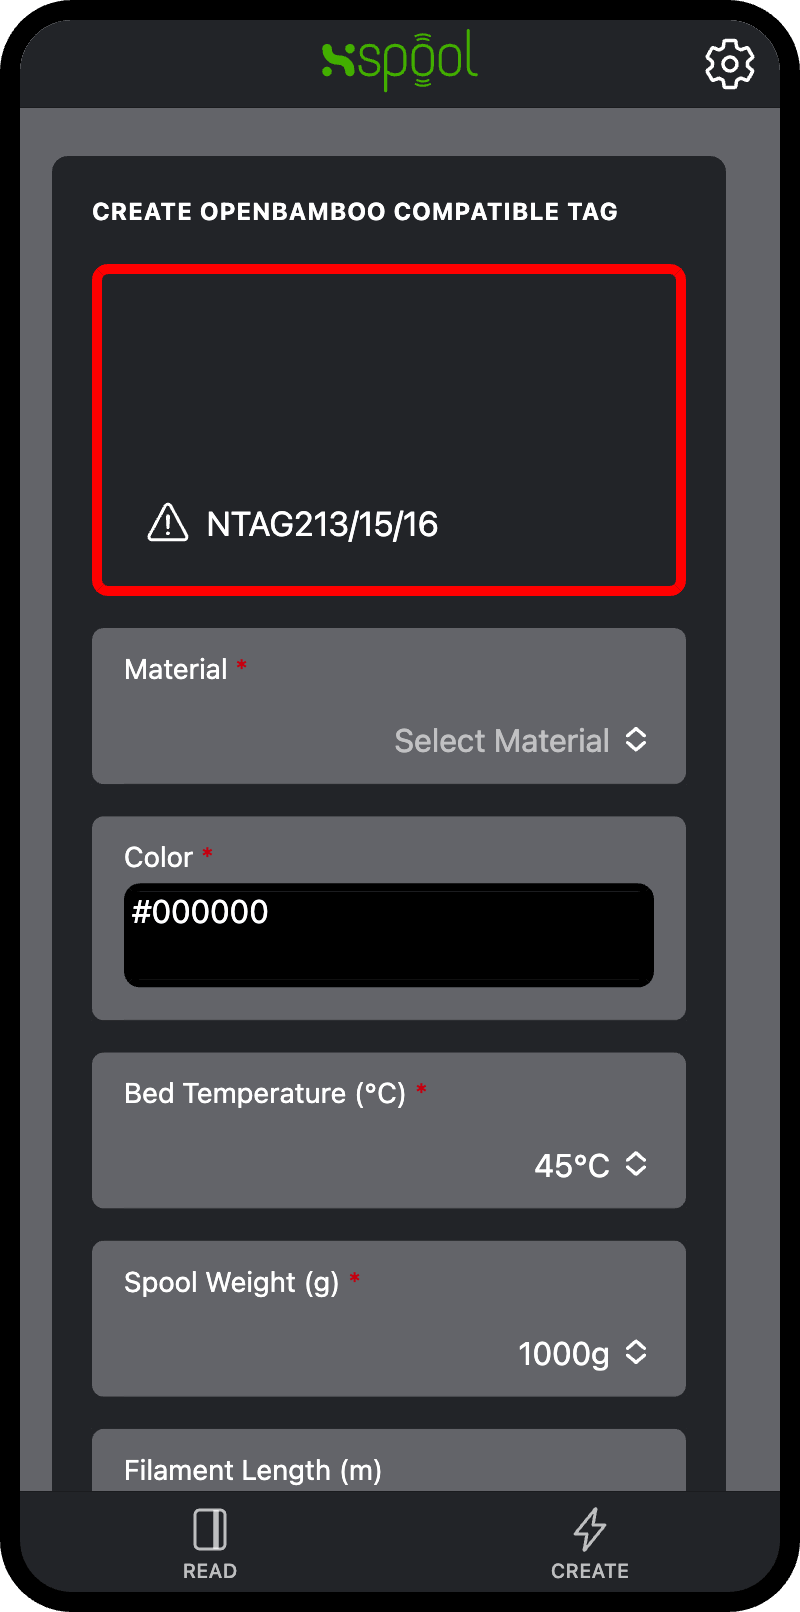 spool
CREATE OPENBAMBOO COMPATIBLE TAG
NTAG213/15/16
Material *
Select Material
Color *
#000000
Bed Temperature (°C) *
45°C
Spool Weight (g) *
1000g
Filament Length (m)
READ
CREATE